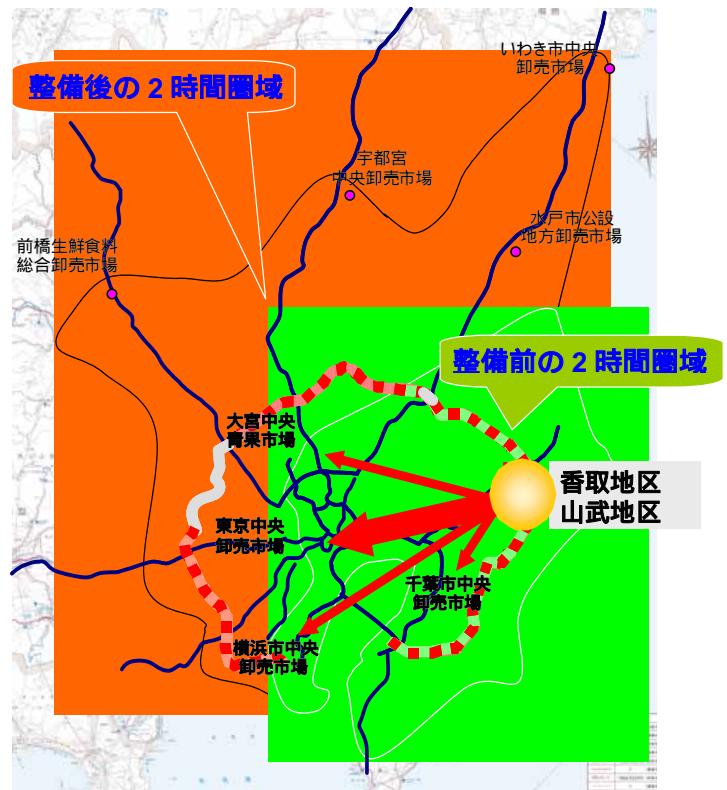 いわき市中央
卸売市場
整備後の２時間圏域
宇都宮
中央卸売市場
水戸市公設
地方卸売市場
前橋生鮮食料
総合卸売市場
整備前の２時間圏域
大宮中央
青果市場
香取地区
山武地区
東京中央
卸売市場
千葉市中央
卸売市場
横浜市中央
卸売市場